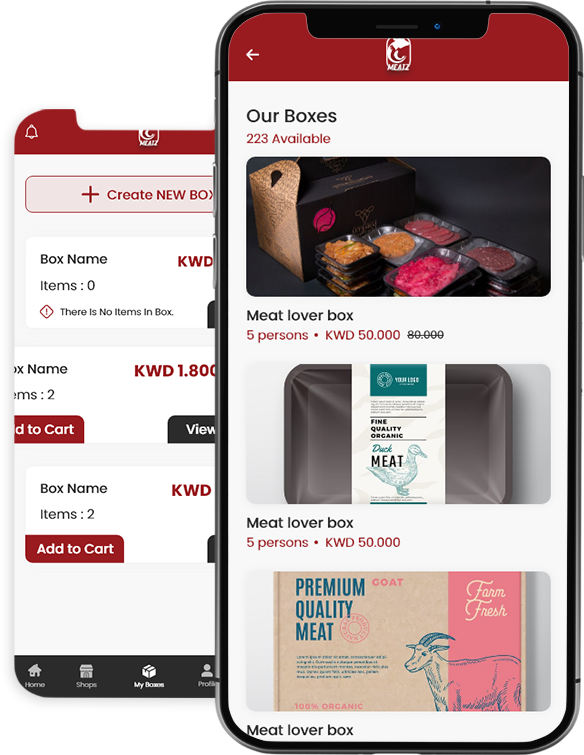 MEATZ
Create NEW BOX
Box Name
KWD
Items : 0
There Is No Items In Box.
Name
KWD 1.800
: 2
to Cart
View
Box Name
KWD
Items : 2
Add to Cart
Home
Shops
My Boxes
Profile
MEATZ
Our Boxes
223 Available
Meat lover box
5 persons • KWD 50.000 80.000
YOUR LOGO
FINE
QUALITY
ORGANIC
Duck
MEAT
Meat lover box
5 persons • KWD 50.000
PREMIUM
QUALITY
MEAT
GOAT
Farm
Fresh
100% ORGANIC
Meat lover box